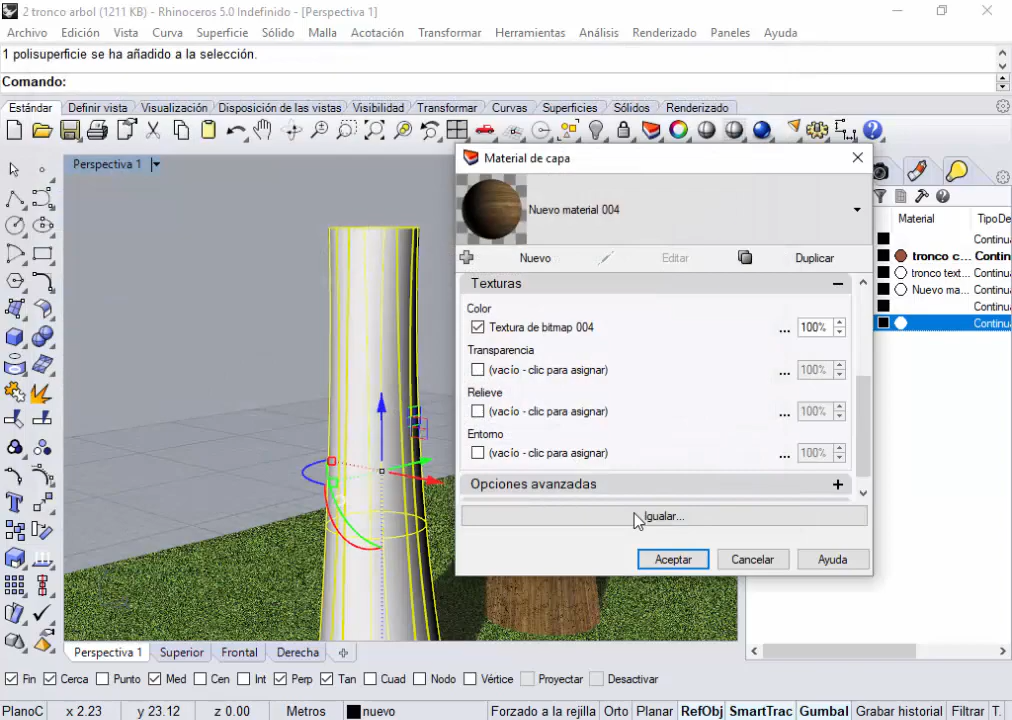 2 tronco arbol (1211 KB) - Rhinoceros 5.0 Indefinido - [Perspectiva 1]
Archivo Edición Vista Curva Superficie Sólido Malla Acotación Transformar Herramientas Análisis Renderizado Paneles Ayuda
1 polisuperficie se ha añadido a la selección.
Comando:
Estándar Definir vista Visualización Disposición de las vistas Visibilidad Transformar Curvas Superficies Sólidos Renderizado
Perspectiva 1
Material de capa
Nuevo material 004
Nuevo Editar Duplicar
Texturas
Color
Textura de bitmap 004 ... 100%
Transparencia
(vacío - clic para asignar) ... 100%
Relieve
(vacío - clic para asignar) ... 100%
Entorno
(vacío - clic para asignar) ... 100%
Opciones avanzadas
Igualar...
Aceptar Cancelar Ayuda
Material TipoDe
Continu
tronco c... Contin
tronco text... Continu
Nuevo ma... Continu
Continu
Continu
Perspectiva 1 Superior Frontal Derecha
Fin Cerca Punto Med Cen Int Perp Tan Cuad Nodo Vértice Proyectar Desactivar
PlanoC x 2.23 y 23.12 z 0.00 Metros nuevo Forzado a la rejilla Orto Planar RefObj SmartTrac Gumbal Grabar historial Filtrar T.